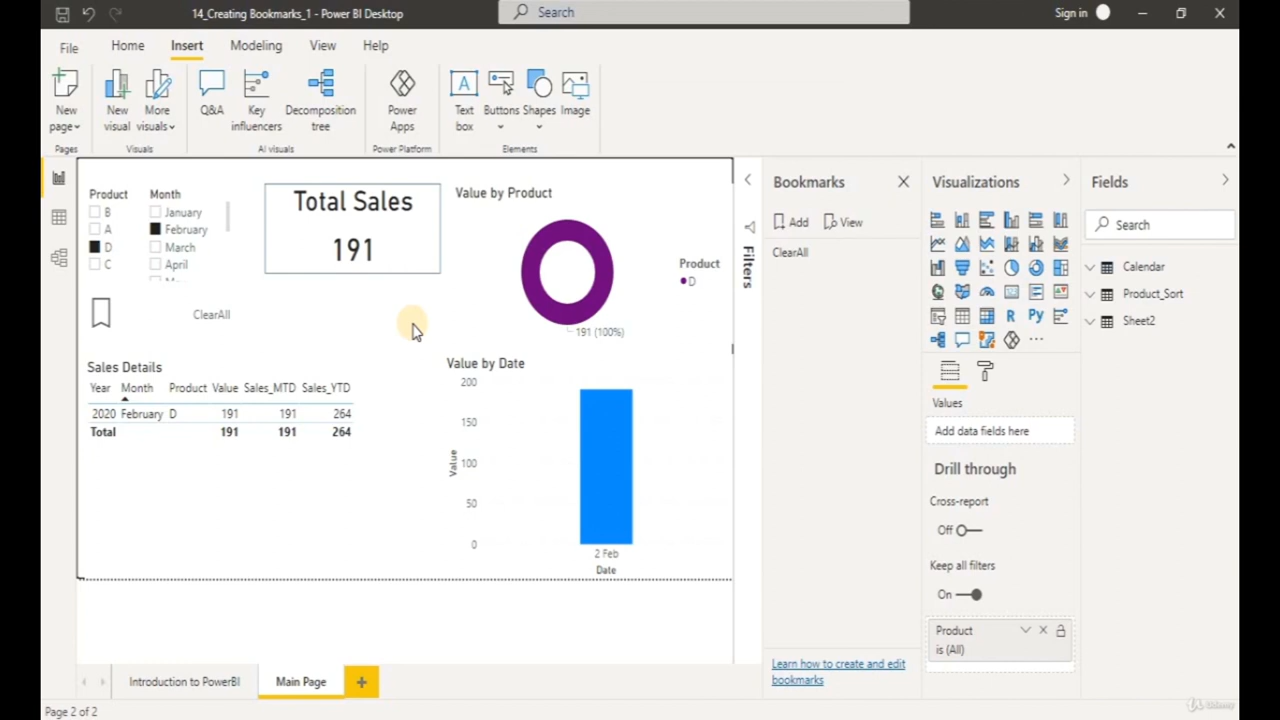 14_Creating Bookmarks_1 - Power BI Desktop
Search
Sign in
File
Home
Insert
Modeling
View
Help
New page
New visual
More visuals
Q&A
Key influencers
Decomposition tree
Power Apps
Text box
Buttons
Shapes
Image
Pages
Visuals
AI visuals
Power Platform
Elements
Product
B
A
D
C
Month
January
February
March
April
Total Sales
191
Value by Product
Product
D
191 (100%)
ClearAll
Sales Details
Year Month Product Value Sales_MTD Sales_YTD
2020 February D 191 191 264
Total 191 191 264
Value by Date
200
150
100
50
0
Value
2 Feb
Date
Filters
Bookmarks
Add
View
ClearAll
Learn how to create and edit
bookmarks
Visualizations
R
Py
Values
Add data fields here
Drill through
Cross-report
Off
Keep all filters
On
Product
is (All)
Fields
Search
Calendar
Product_Sort
Sheet2
Introduction to PowerBI
Main Page
Page 2 of 2
Udemy